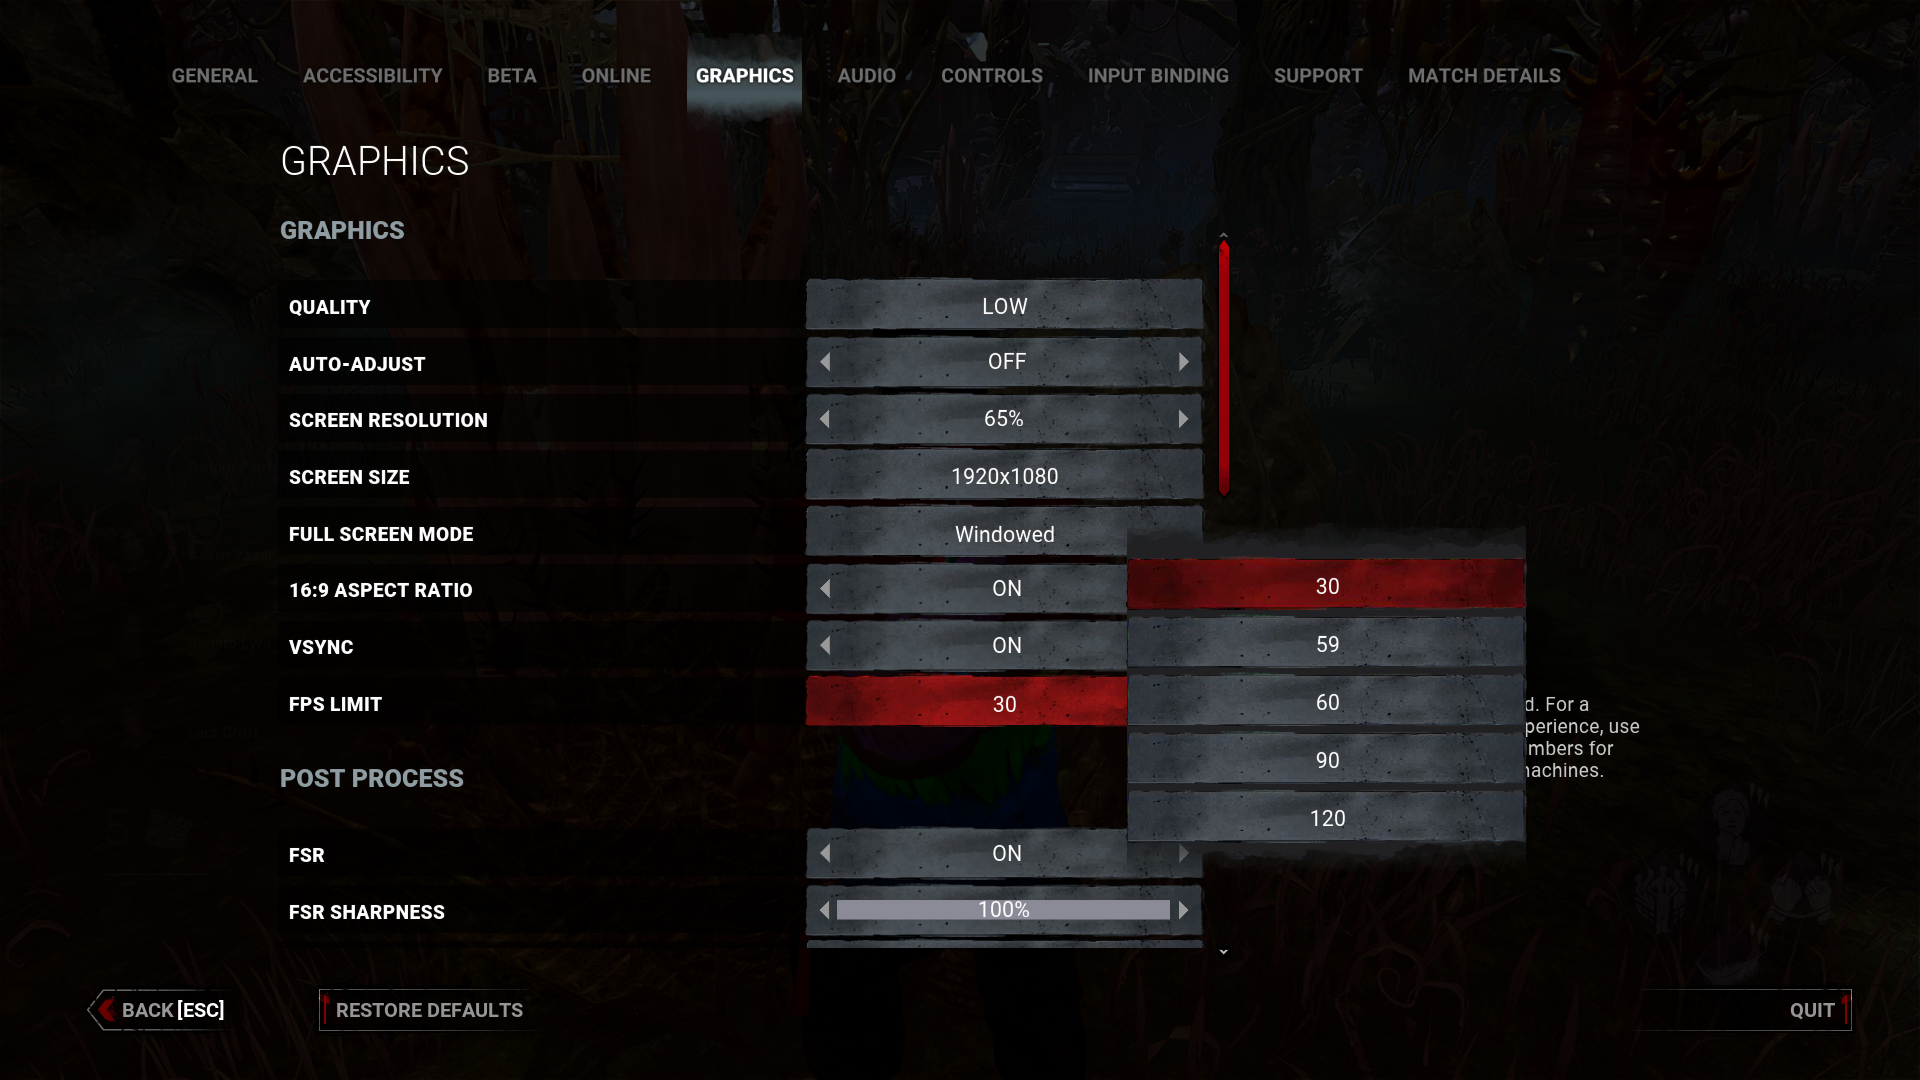 GENERAL ACCESSIBILITY BETA ONLINE GRAPHICS AUDIO CONTROLS INPUT BINDING SUPPORT MATCH DETAILS
GRAPHICS
GRAPHICS
QUALITY LOW
AUTO-ADJUST OFF
SCREEN RESOLUTION 65%
SCREEN SIZE 1920x1080
FULL SCREEN MODE Windowed
16:9 ASPECT RATIO ON
VSYNC ON
FPS LIMIT 30
30
59
60
90
120
d. For a
perience, use
mbers for
achines.
POST PROCESS
FSR ON
FSR SHARPNESS 100%
BACK [ESC] RESTORE DEFAULTS QUIT